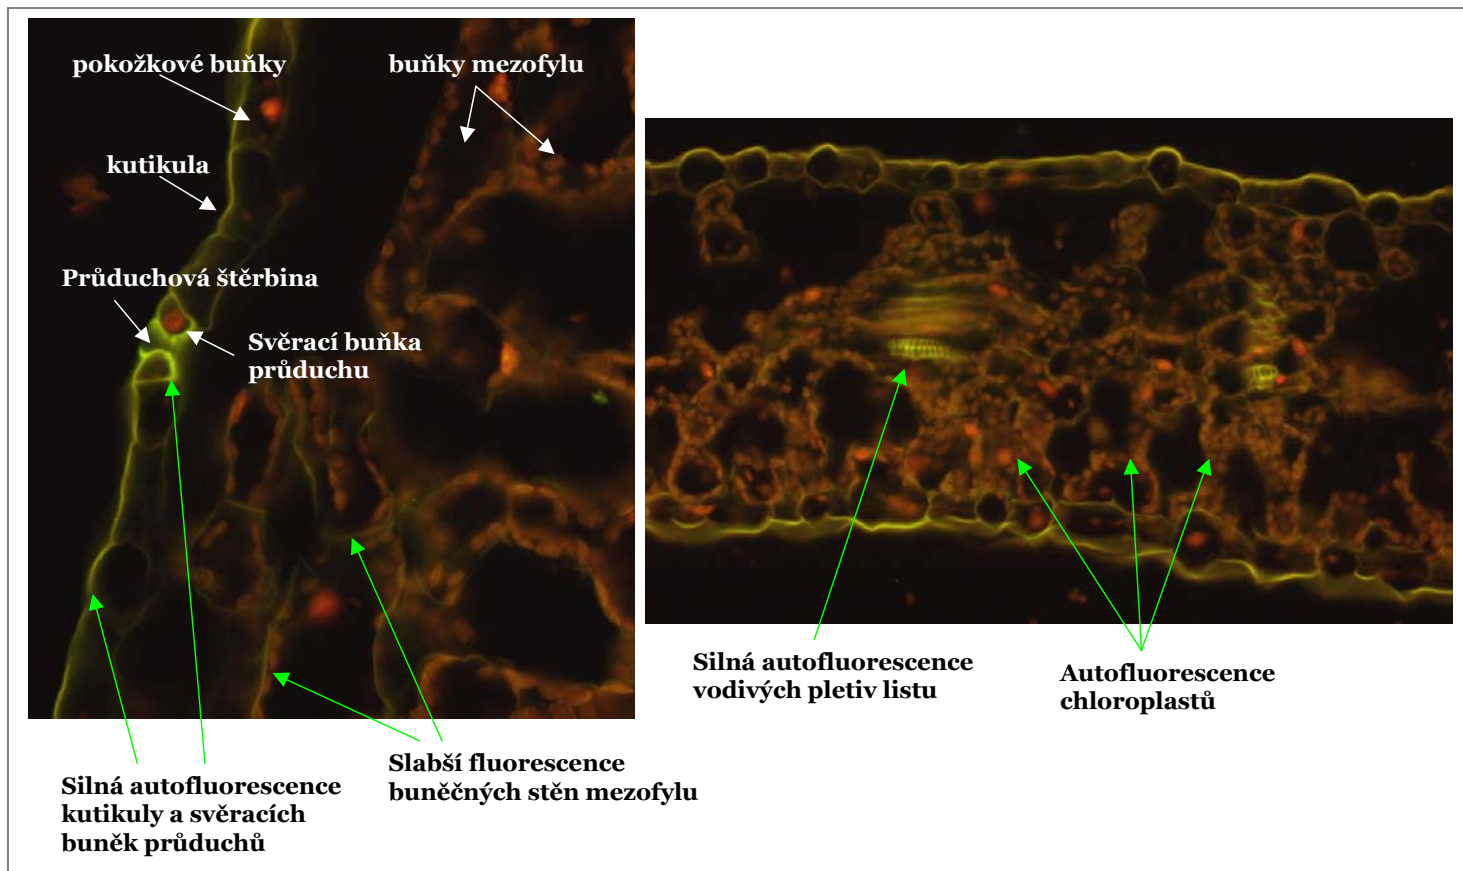 pokožkové buňky
buňky mezofylu
kutikula
Průduchová štěrbina
Svěrací buňka
průduchu
Silná autofluorescence
vodivých pletiv listu
Autofluorescence
chloroplastů
Slabší fluorescence
buněčných stěn mezofylu
Silná autofluorescence
kutikuly a svěracích
buněk průduchů